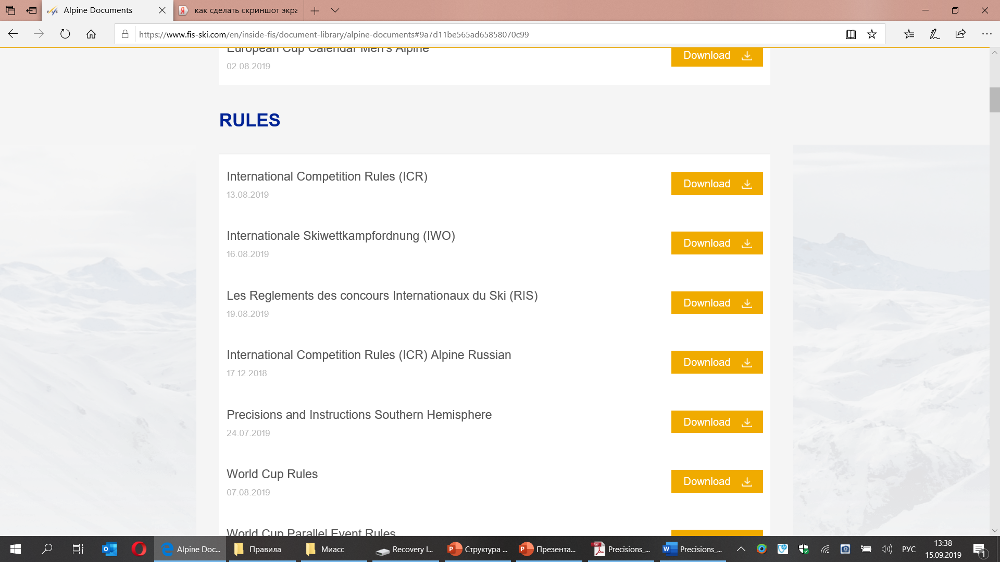 Alpine Documents
как сделать скриншот экра
https://www.fis-ski.com/en/inside-fis/document-library/alpine-documents#9a7d11be565ad65858070c99
European Cup Calendar Men's Alpine
02.08.2019
Download
RULES
International Competition Rules (ICR)
13.08.2019
Download
Internationale Skiwettkampfordnung (IWO)
16.08.2019
Download
Les Reglements des concours Internationaux du Ski (RIS)
19.08.2019
Download
International Competition Rules (ICR) Alpine Russian
17.12.2018
Download
Precisions and Instructions Southern Hemisphere
24.07.2019
Download
World Cup Rules
07.08.2019
Download
World Cup Parallel Event Rules
Alpine Doc...
Правила
Миасс
Recovery I...
Структура ...
Презента...
Precisions_...
Precisions_...
РУС
13:38
15.09.2019
1